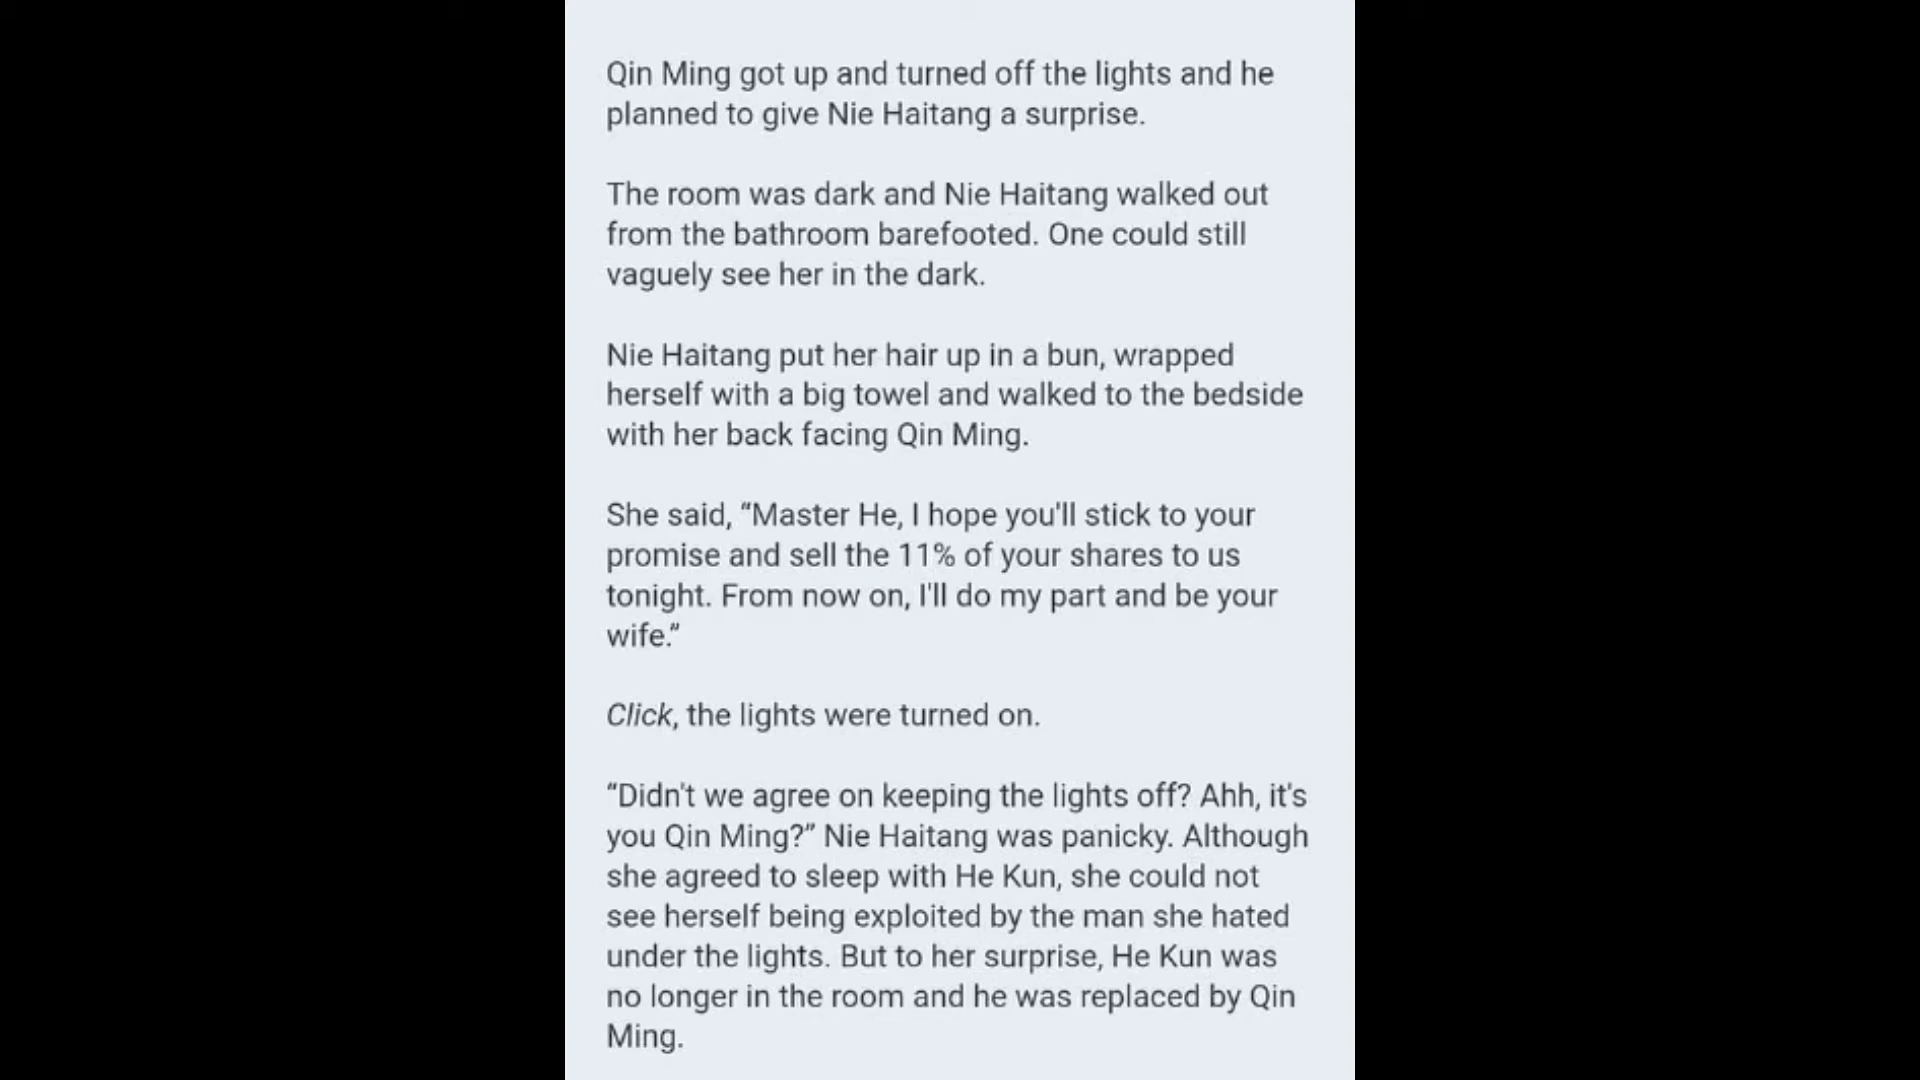 Qin Ming got up and turned off the lights and he
planned to give Nie Haitang a surprise.
The room was dark and Nie Haitang walked out
from the bathroom barefooted. One could still
vaguely see her in the dark.
Nie Haitang put her hair up in a bun, wrapped
herself with a big towel and walked to the bedside
with her back facing Qin Ming.
She said, “Master He, I hope you'll stick to your
promise and sell the 11% of your shares to us
tonight. From now on, I'll do my part and be your
wife.”
Click, the lights were turned on.
“Didn't we agree on keeping the lights off? Ahh, it's
you Qin Ming?” Nie Haitang was panicky. Although
she agreed to sleep with He Kun, she could not
see herself being exploited by the man she hated
under the lights. But to her surprise, He Kun was
no longer in the room and he was replaced by Qin
Ming.